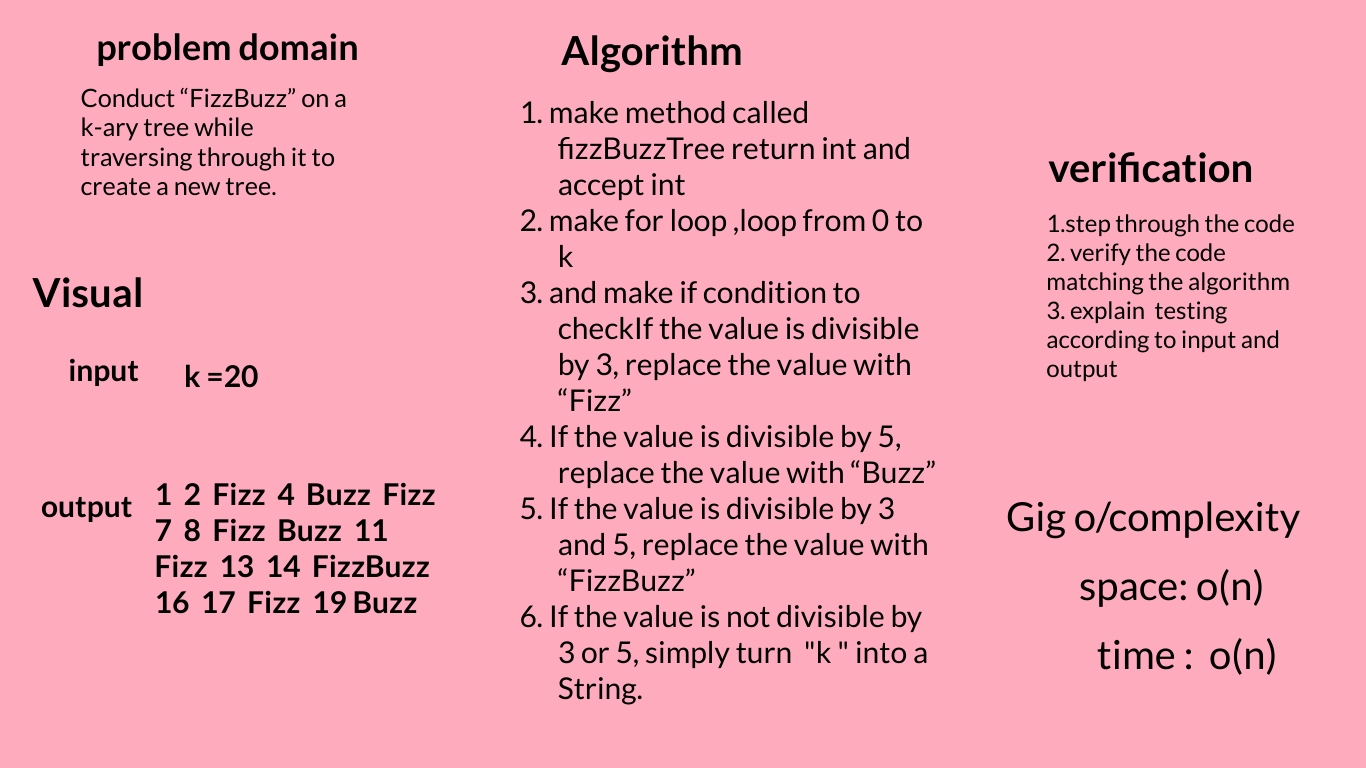 problem domain
Conduct “FizzBuzz” on a
k-ary tree while
traversing through it to
create a new tree.
Visual
input k =20
output
1 2 Fizz 4 Buzz Fizz
7 8 Fizz Buzz 11
Fizz 13 14 FizzBuzz
16 17 Fizz 19 Buzz
Algorithm
1. make method called
fizzBuzzTree return int and
accept int
2. make for loop ,loop from 0 to
k
3. and make if condition to
checkIf the value is divisible
by 3, replace the value with
“Fizz”
4. If the value is divisible by 5,
replace the value with “Buzz”
5. If the value is divisible by 3
and 5, replace the value with
“FizzBuzz”
6. If the value is not divisible by
3 or 5, simply turn "k " into a
String.
verification
1.step through the code
2. verify the code
matching the algorithm
3. explain testing
according to input and
output
Gig o/complexity
space: o(n)
time : o(n)